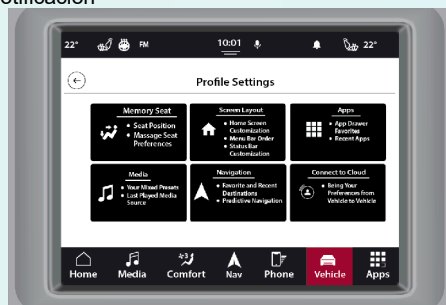 otificación
22° FM 10:01 22°
Profile Settings
Memory Seat
• Seat Position
• Massage Seat
Preferences
Screen Layout
• Home Screen
Customization
• Menu Bar Order
• Status Bar
Customization
Apps
• App Drawer
Favorites
• Recent Apps
Media
• Your Mixed Presets
• Last Played Media
Source
Navigation
• Favorite and Recent
Destinations
• Predictive Navigation
Connect to Cloud
• Being Your
Preferences from
Vehicle to Vehicle
Home Media Comfort Nav Phone Vehicle Apps